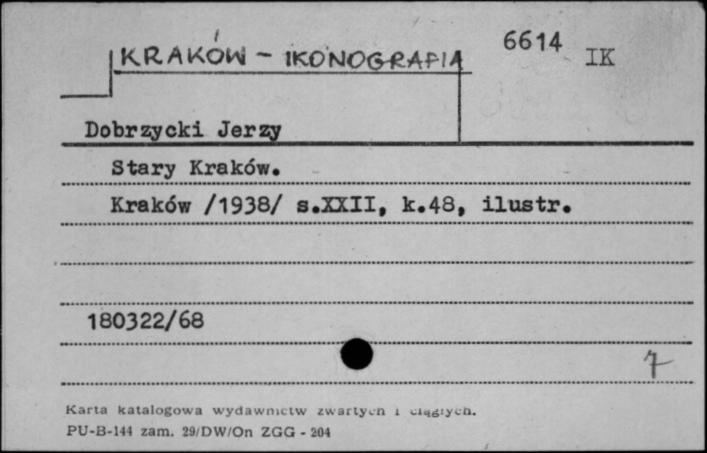 KRAKÓW - IKONOGRAFIA 6614 IK
Dobrzycki Jerzy
Stary Kraków.
Kraków /1938/ s.XXII, k.48, ilustr.
180322/68
7
Karta katalogowa wydawnictw zwartych i ciągłych.
PU-B-144 zam. 29/DW/On ZGG - 204